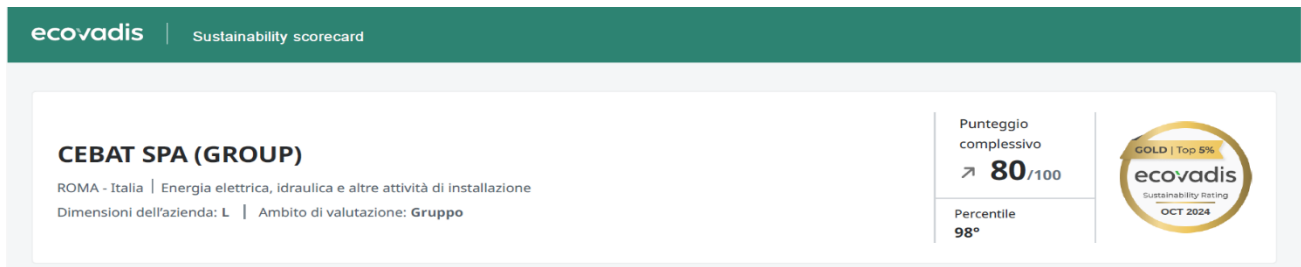 ecovadis | Sustainability scorecard
CEBAT SPA (GROUP)
ROMA - Italia | Energia elettrica, idraulica e altre attività di installazione
Dimensioni dell'azienda: L | Ambito di valutazione: Gruppo
Punteggio
complessivo
↗ 80/100
Percentile
98°
GOLD | Top 5%
ecovadis
Sustainability Rating
OCT 2024